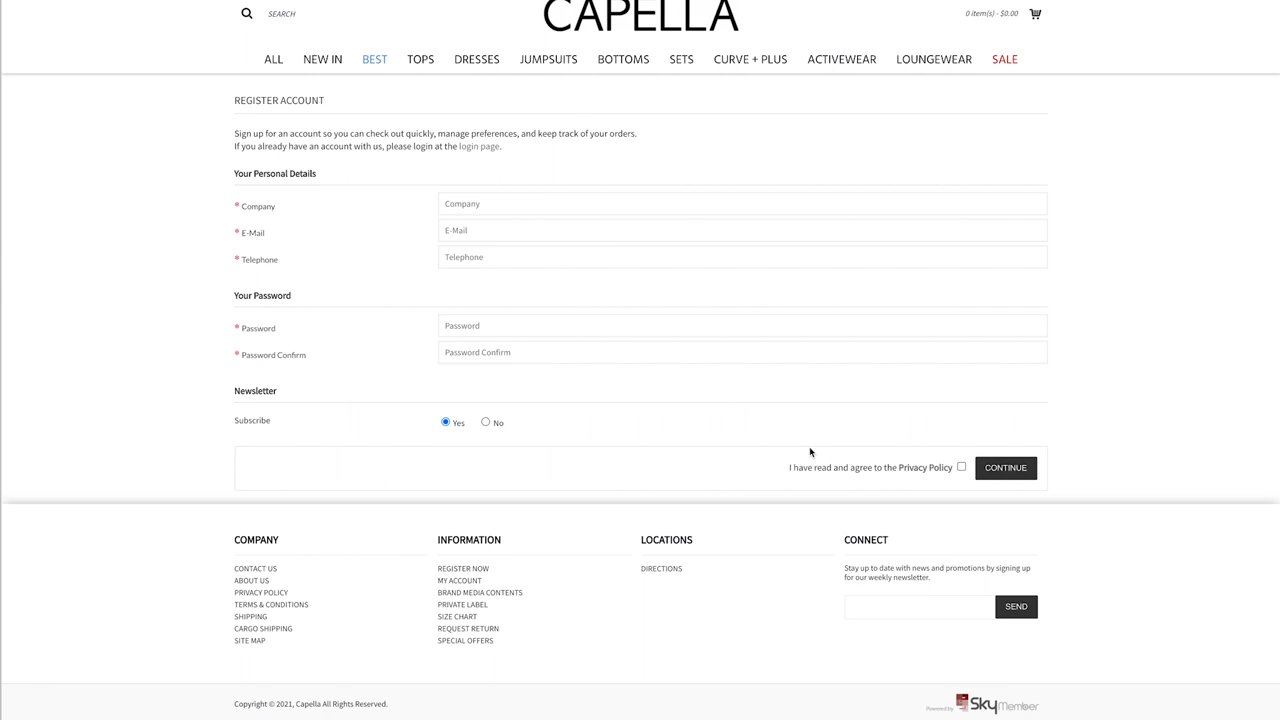 SEARCH
CAPELLA
0 item(s) - $0.00
ALL NEW IN BEST TOPS DRESSES JUMPSUITS BOTTOMS SETS CURVE + PLUS ACTIVEWEAR LOUNGEWEAR SALE
REGISTER ACCOUNT
Sign up for an account so you can check out quickly, manage preferences, and keep track of your orders.
If you already have an account with us, please login at the login page.
Your Personal Details
* Company Company
* E-Mail E-Mail
* Telephone Telephone
Your Password
* Password Password
* Password Confirm Password Confirm
Newsletter
Subscribe Yes No
I have read and agree to the Privacy Policy CONTINUE
COMPANY
CONTACT US
ABOUT US
PRIVACY POLICY
TERMS & CONDITIONS
SHIPPING
CARGO SHIPPING
SITE MAP
INFORMATION
REGISTER NOW
MY ACCOUNT
BRAND MEDIA CONTENTS
PRIVATE LABEL
SIZE CHART
REQUEST RETURN
SPECIAL OFFERS
LOCATIONS
DIRECTIONS
CONNECT
Stay up to date with news and promotions by signing up
for our weekly newsletter.
SEND
Copyright © 2021, Capella All Rights Reserved.
Powered by SkyMember